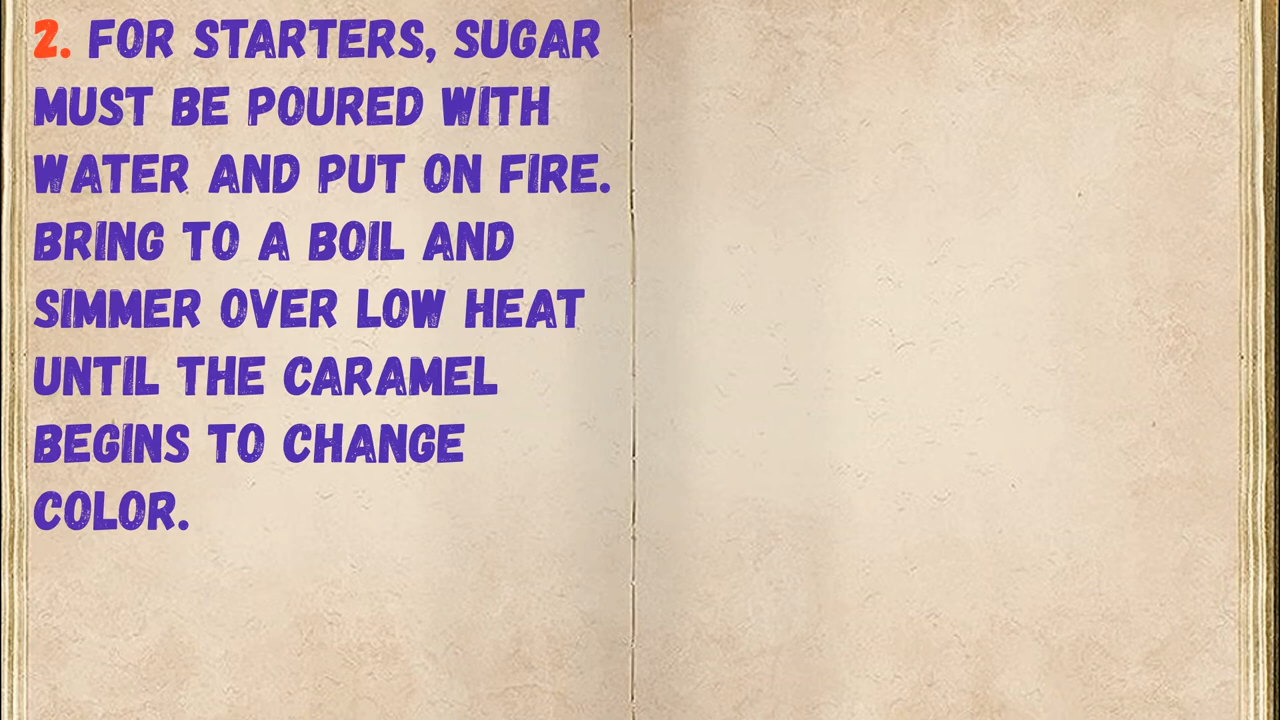 2. FOR STARTERS, SUGAR
MUST BE POURED WITH
WATER AND PUT ON FIRE.
BRING TO A BOIL AND
SIMMER OVER LOW HEAT
UNTIL THE CARAMEL
BEGINS TO CHANGE
COLOR.